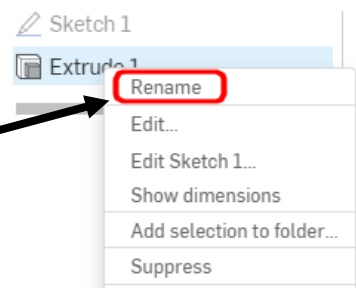 Sketch 1
Extrude 1
Rename
Edit...
Edit Sketch 1...
Show dimensions
Add selection to folder...
Suppress